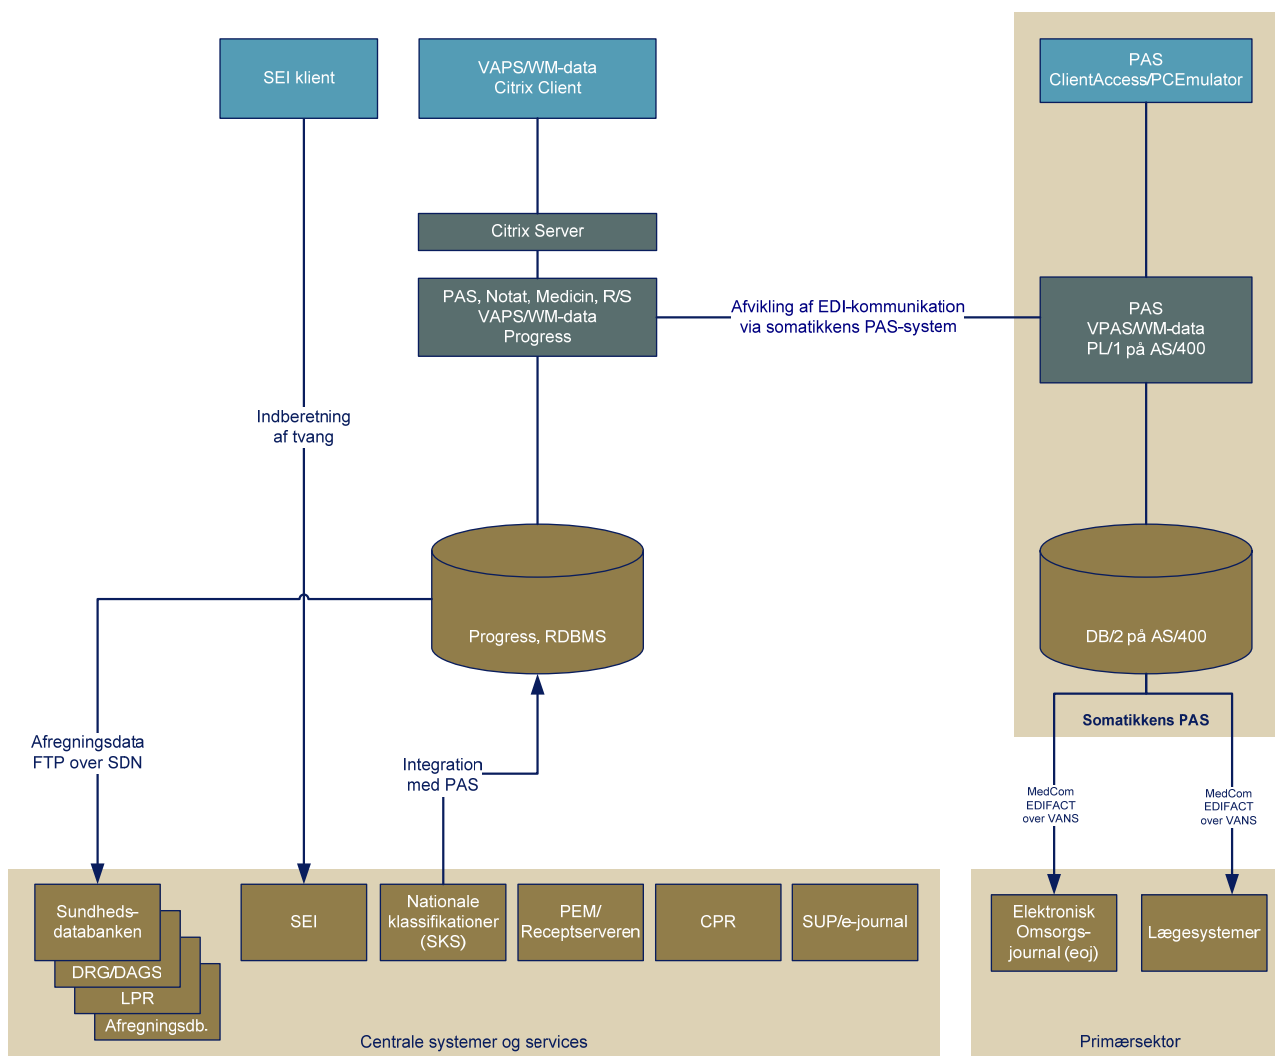 SEI klient
VAPS/WM-data
Citrix Client
PAS
ClientAccess/PCEmulator
Citrix Server
PAS, Notat, Medicin, R/S
VAPS/WM-data
Progress
Afvikling af EDI-kommunikation
via somatikkens PAS-system
PAS
VPAS/WM-data
PL/1 på AS/400
Indberetning
af tvang
Progress, RDBMS
DB/2 på AS/400
Somatikkens PAS
Afregningsdata
FTP over SDN
Integration
med PAS
MedCom
EDIFACT
over VANS
MedCom
EDIFACT
over VANS
Sundheds-
databanken
DRG/DAGS
LPR
Afregningsdb.
SEI
Nationale
klassifikationer
(SKS)
PEM/
Receptserveren
CPR
SUP/e-journal
Elektronisk
Omsorgs-
journal (eoj)
Lægesystemer
Centrale systemer og services
Primærsektor